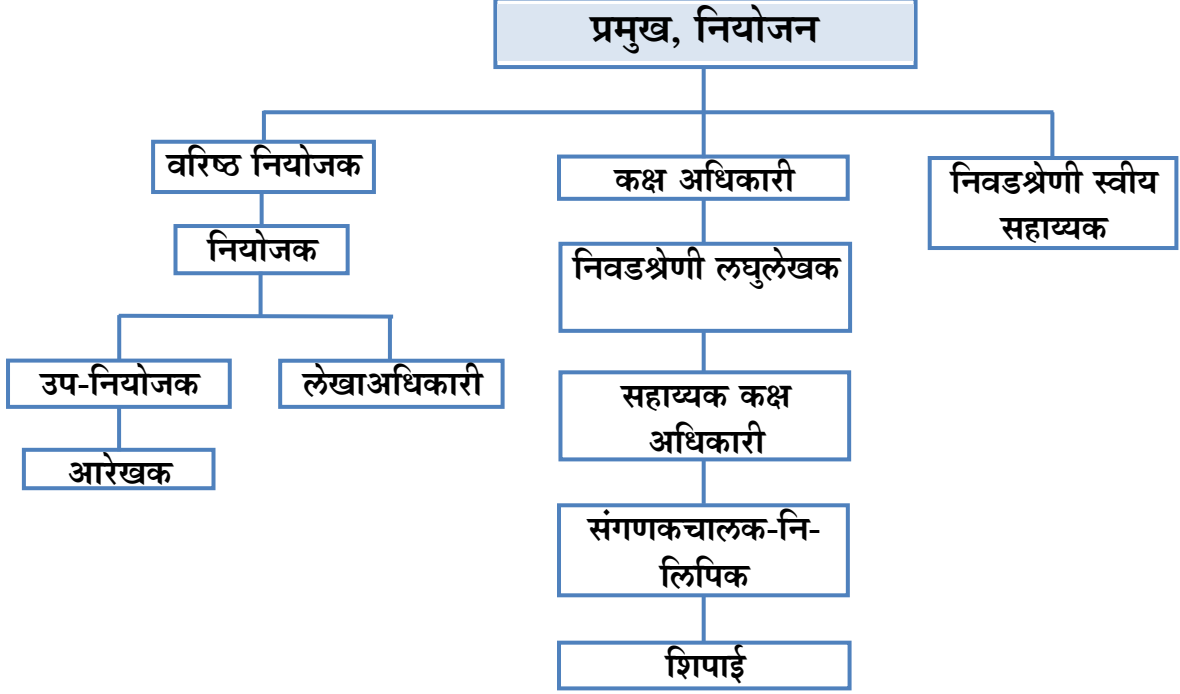 प्रमुख, नियोजन
वरिष्ठ नियोजक
नियोजक
उप-नियोजक
लेखाअधिकारी
आरेखक
कक्ष अधिकारी
निवडश्रेणी लघुलेखक
सहाय्यक कक्ष
अधिकारी
संगणकचालक-नि-
लिपिक
शिपाई
निवडश्रेणी स्वीय
सहाय्यक